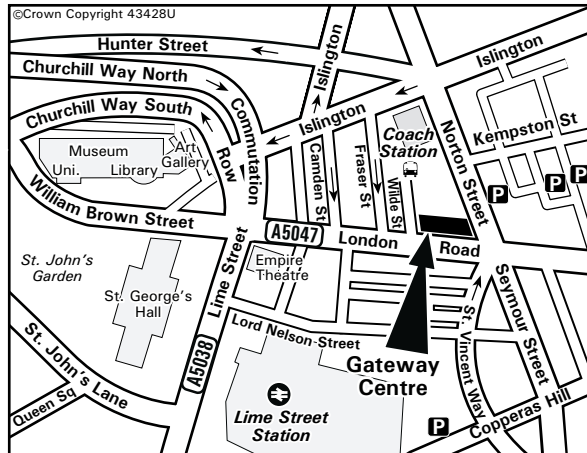 ©Crown Copyright 43428U
Hunter Street
Churchill Way North
Churchill Way South
Commutation
Row
Islington
Islington
Islington
Museum
Uni.
Library
Art
Gallery
William Brown Street
Camden St
Fraser St
Wilde St
Coach
Station
Norton Street
Kempston St
P
P
P
A5047
London
Road
St. John's
Garden
St. George's
Hall
Lime Street
Empire
Theatre
Lord Nelson Street
A5038
St. John's Lane
Queen Sq
Lime Street
Station
Gateway
Centre
St. Vincent Way
Seymour Street
Copperas Hill
P